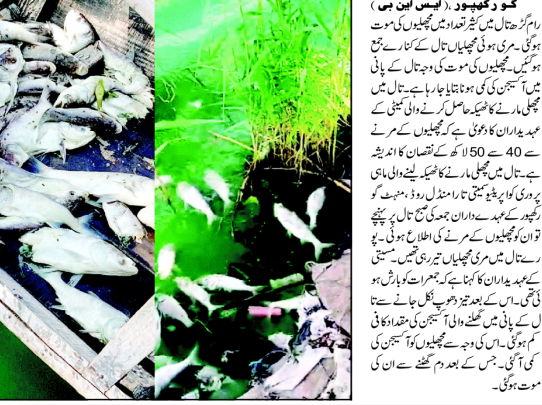 گورکھپور (ایس این بی)
رام گڑھ تال میں کثیر تعداد میں مچھلیاں کی موت
ہوگئی۔ مری ہوئی مچھلیاں تال کے کنارے جمع
ہوگئیں۔ مچھلیوں کی موت کی وجہ تال کے پانی
میں آکسیجن کی کمی ہونا بتایا جارہا ہے۔ تال میں
مچھلی مارنے کا ٹھیکہ حاصل کرنے والی کمیٹی کے
عہدیداران کا دعویٰ ہے کہ مچھلیوں کے مرنے
سے 40 سے 50 لاکھ کے نقصان کا اندیشہ
ہے۔ تال میں مچھلی مارنے کا ٹھیکہ لینے والی ماہی
پروری کوآپریٹیو سمیتی تارا منڈل روڈ، منہٹ گو
رکھپور کے عہدے داران جمعہ کی صبح تال پر پہنچے
تو ان کو مچھلیوں کے مرنے کی اطلاع ہوئی۔ پو
رے تال میں مری مچھلیاں تیر رہی تھیں۔ سمیتی
کے عہدیداران کا کہنا ہے کہ جمعرات کو بارش ہو
ئی تھی۔ اس کے بعد تیز دھوپ نکل جانے سے تا
ل کے پانی میں گھلنے والی آکسیجن کی مقدار کافی
کم ہوگئی۔ اس کی وجہ سے مچھلیوں کو آکسیجن کی
کمی آگئی۔ جس کے بعد دم گھٹنے سے ان کی
موت ہوگئی۔